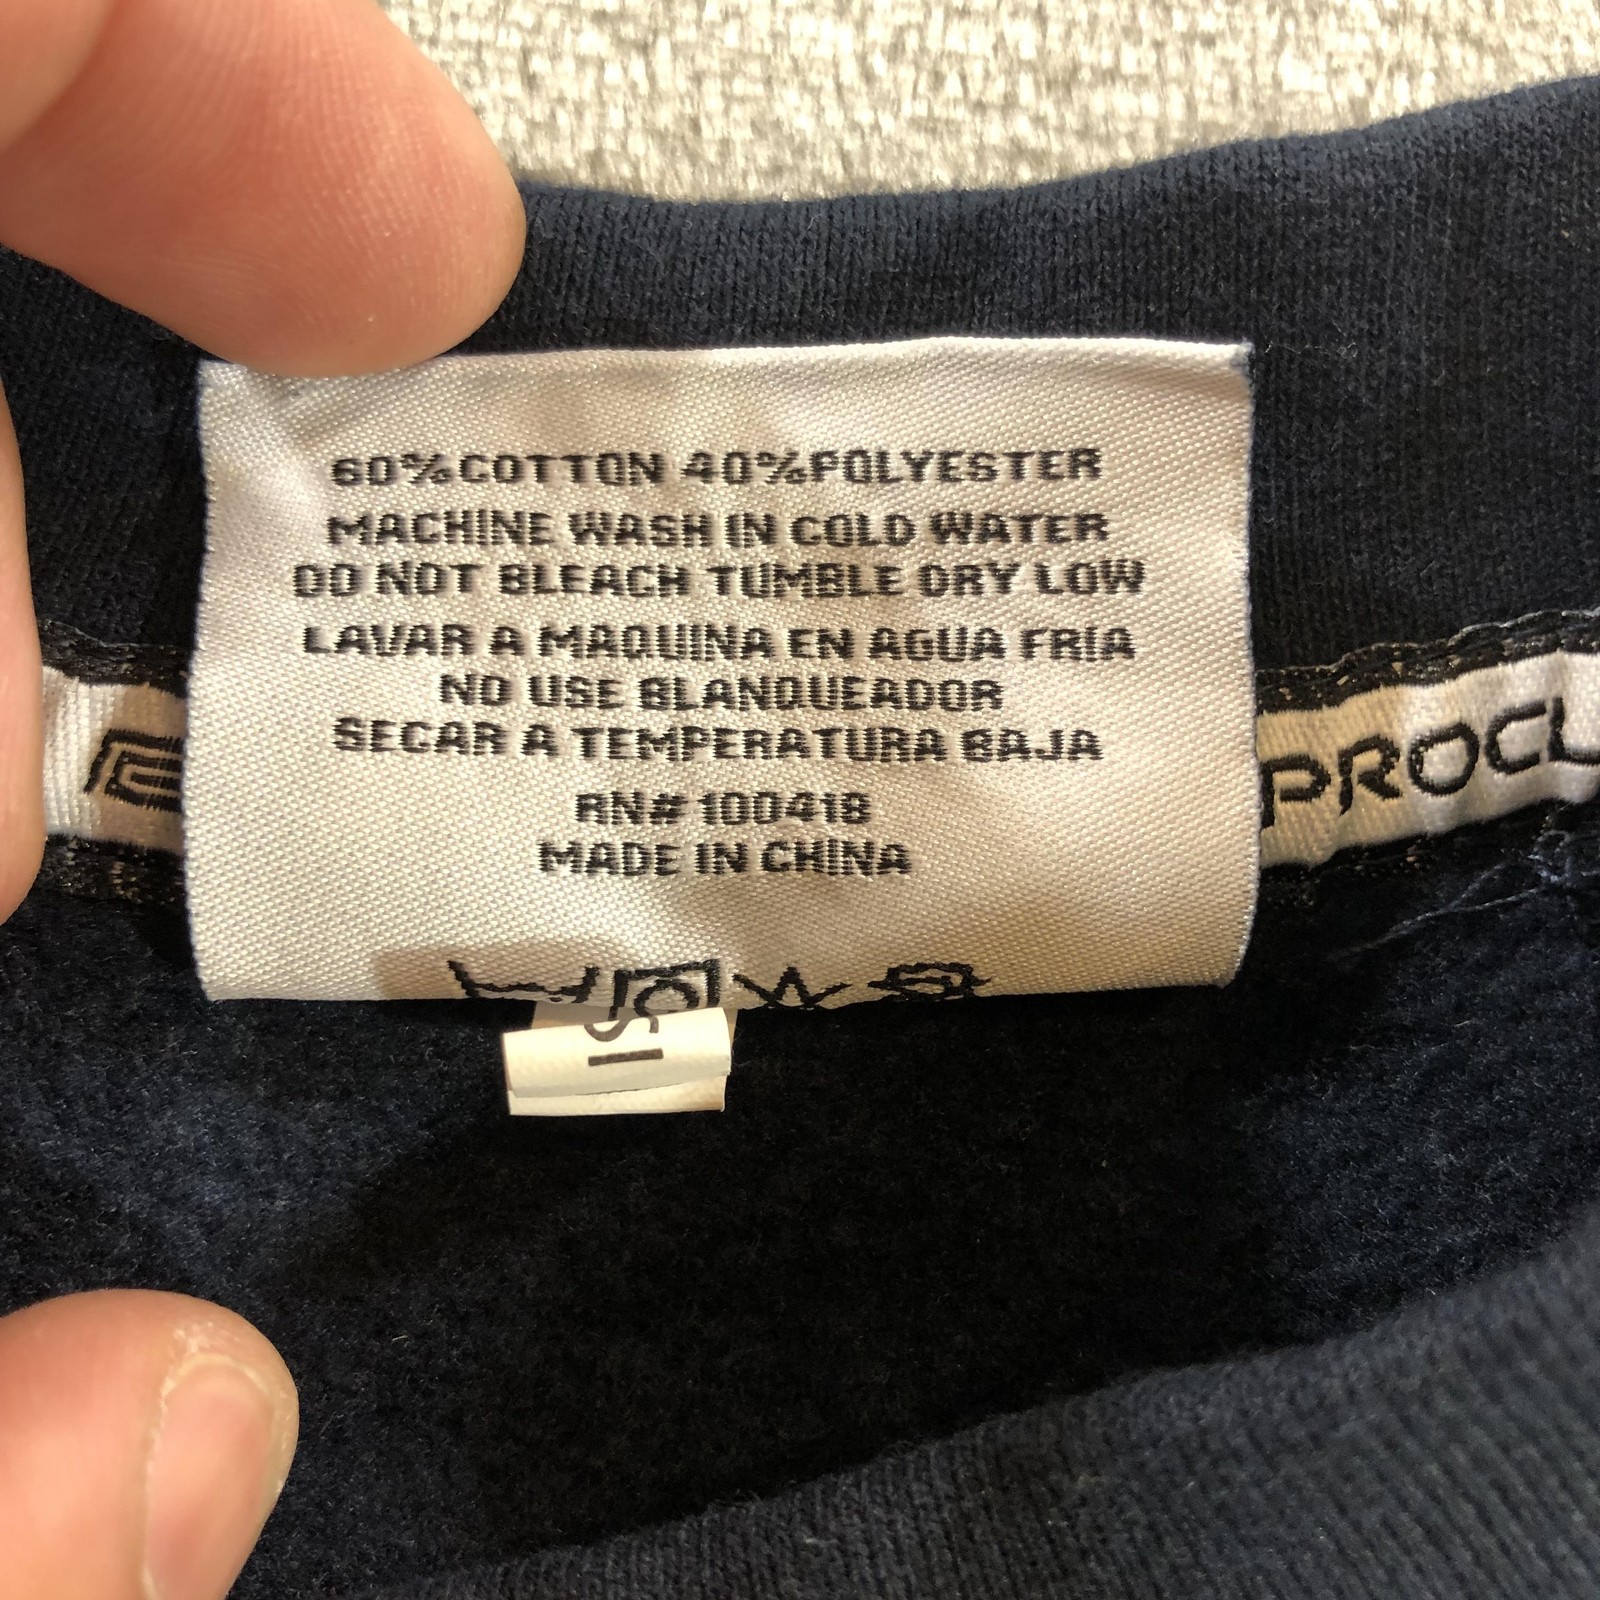 60% COTTON 40% POLYESTER
MACHINE WASH IN COLD WATER
DO NOT BLEACH TUMBLE DRY LOW
LAVAR A MAQUINA EN AGUA FRIA
NO USE BLANQUEADOR
SECAR A TEMPERATURA BAJA
RN# 100418
MADE IN CHINA
PROCL